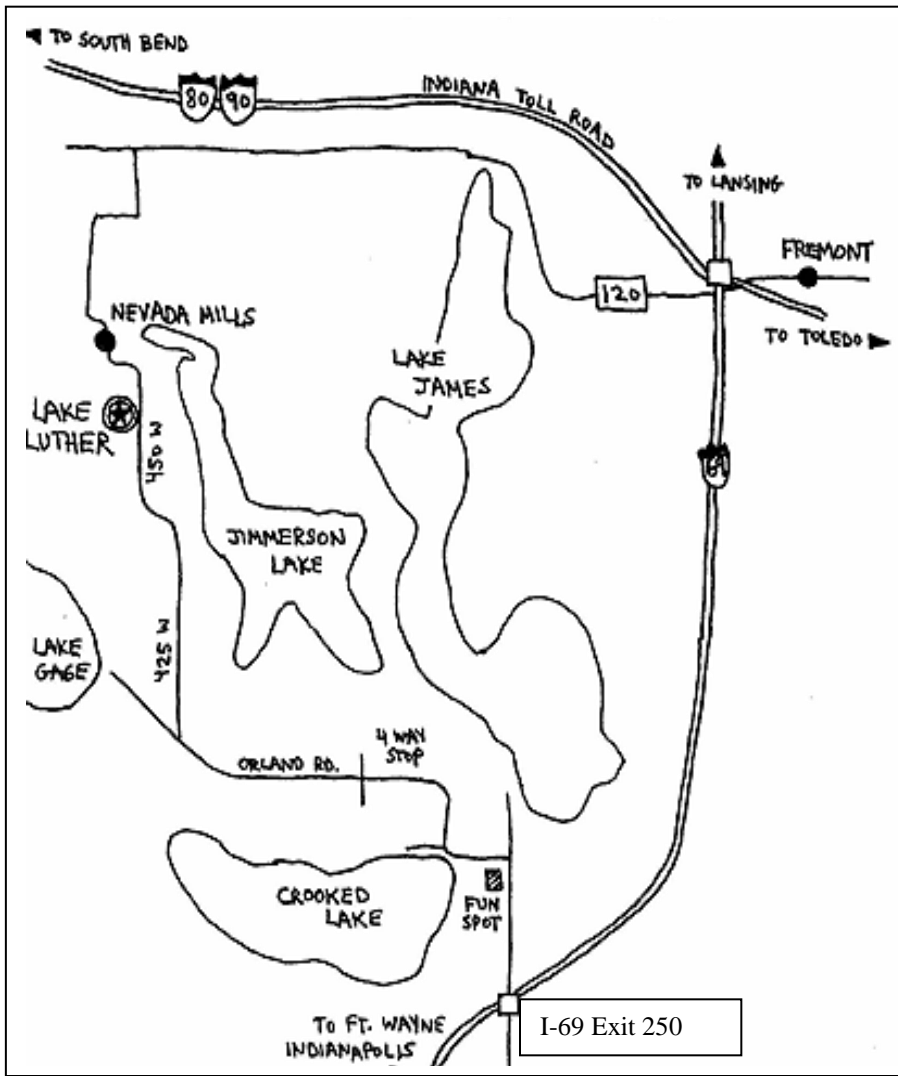 TO SOUTH BEND
80 90
INDIANA TOLL ROAD
TO LANSING
FREMONT
120
TO TOLEDO
NEVADA MILLS
LAKE
JAMES
LAKE
LUTHER
450 W
69
JIMMERSON
LAKE
LAKE
GAGE
425 W
4 WAY
STOP
ORLAND RD.
CROOKED
LAKE
FUN
SPOT
TO FT. WAYNE
INDIANAPOLIS
I-69 Exit 250